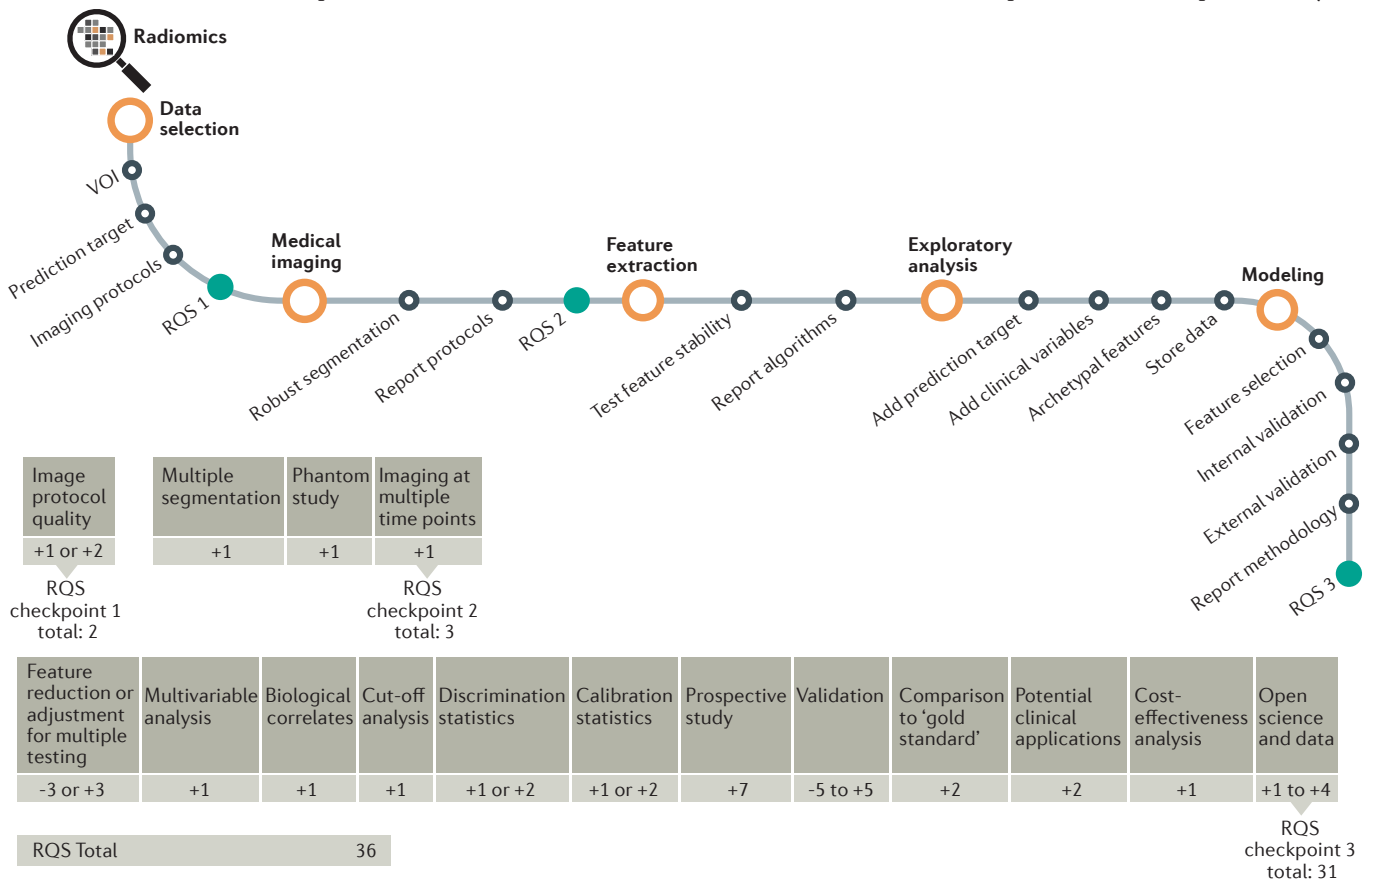 Radiomics
Data
selection
VOI
Prediction target
Imaging protocols
RQS 1
Medical
imaging
Robust segmentation
Report protocols
RQS 2
Feature
extraction
Test feature stability
Report algorithms
Exploratory
analysis
Add prediction target
Add clinical variables
Archetypal features
Store data
Modeling
Feature selection
Internal validation
External validation
Report methodology
RQS 3
Image
protocol
quality
+1 or +2
RQS
checkpoint 1
total: 2
Multiple
segmentation
+1
Phantom
study
+1
Imaging at
multiple
time points
+1
RQS
checkpoint 2
total: 3
Feature
reduction or
adjustment
for multiple
testing
-3 or +3
Multivariable
analysis
+1
Biological
correlates
+1
Cut-off
analysis
+1
Discrimination
statistics
+1 or +2
Calibration
statistics
+1 or +2
Prospective
study
+7
Validation
-5 to +5
Comparison
to ‘gold
standard’
+2
Potential
clinical
applications
+2
Cost-
effectiveness
analysis
+1
Open
science
and data
+1 to +4
RQS
checkpoint 3
total: 31
RQS Total 36